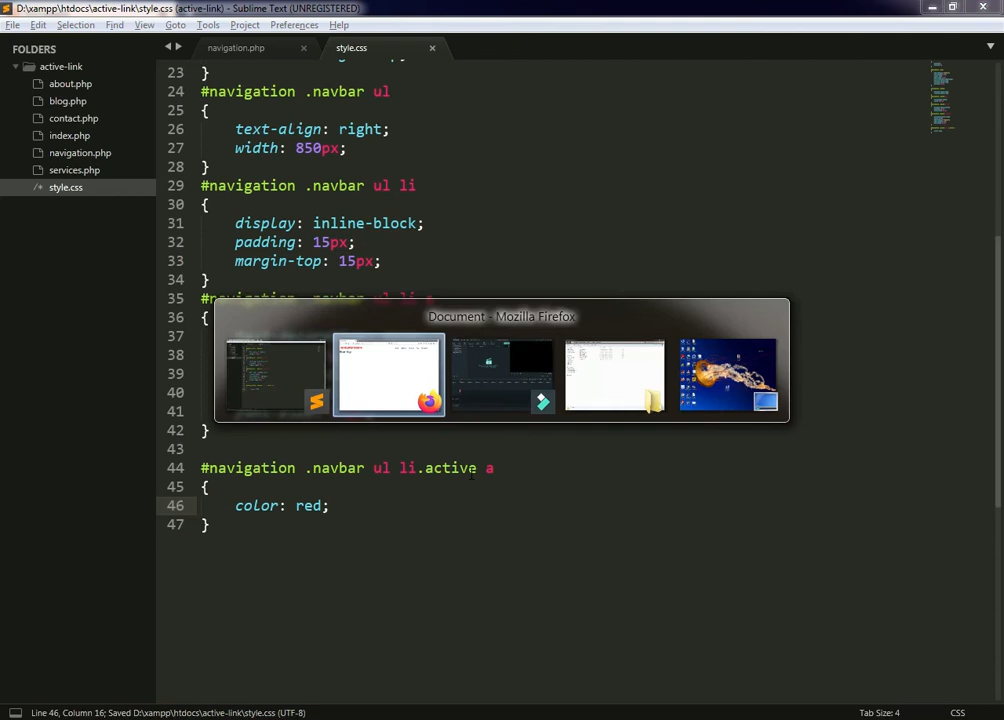 D:\xampp\htdocs\active-link\style.css (active-link) - Sublime Text (UNREGISTERED)
File Edit Selection Find View Goto Tools Project Preferences Help
FOLDERS
active-link
about.php
blog.php
contact.php
index.php
navigation.php
services.php
style.css
navigation.php
style.css
23 }
24 #navigation .navbar ul
25 {
26 text-align: right;
27 width: 850px;
28 }
29 #navigation .navbar ul li
30 {
31 display: inline-block;
32 padding: 15px;
33 margin-top: 15px;
34 }
35 #navigation .navbar ul li a
36 {
37
38
39
40
41
42 }
43
44 #navigation .navbar ul li.active a
45 {
46 color: red;
47 }
Document - Mozilla Firefox
Line 46, Column 16; Saved D:\xampp\htdocs\active-link\style.css (UTF-8)
Tab Size: 4
CSS